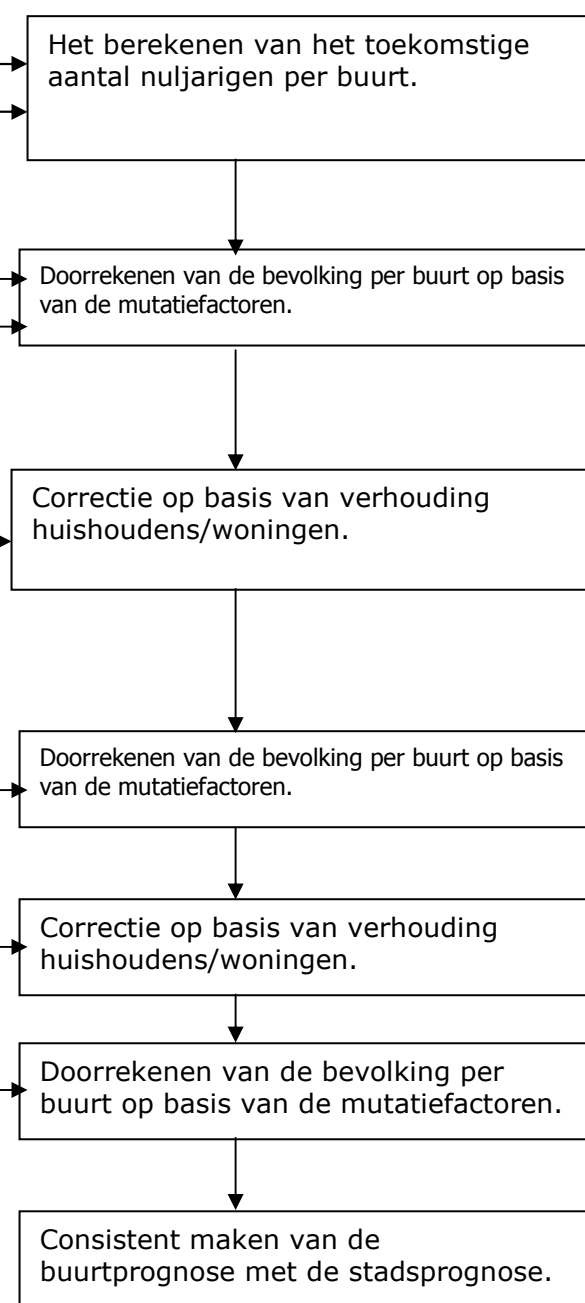 Het berekenen van het toekomstige
aantal nuljarigen per buurt.
Doorrekenen van de bevolking per buurt op basis
van de mutatiefactoren.
Correctie op basis van verhouding
huishoudens/woningen.
Doorrekenen van de bevolking per buurt op basis
van de mutatiefactoren.
Correctie op basis van verhouding
huishoudens/woningen.
Doorrekenen van de bevolking per
buurt op basis van de mutatiefactoren.
Consistent maken van de
buurtprognose met de stadsprognose.